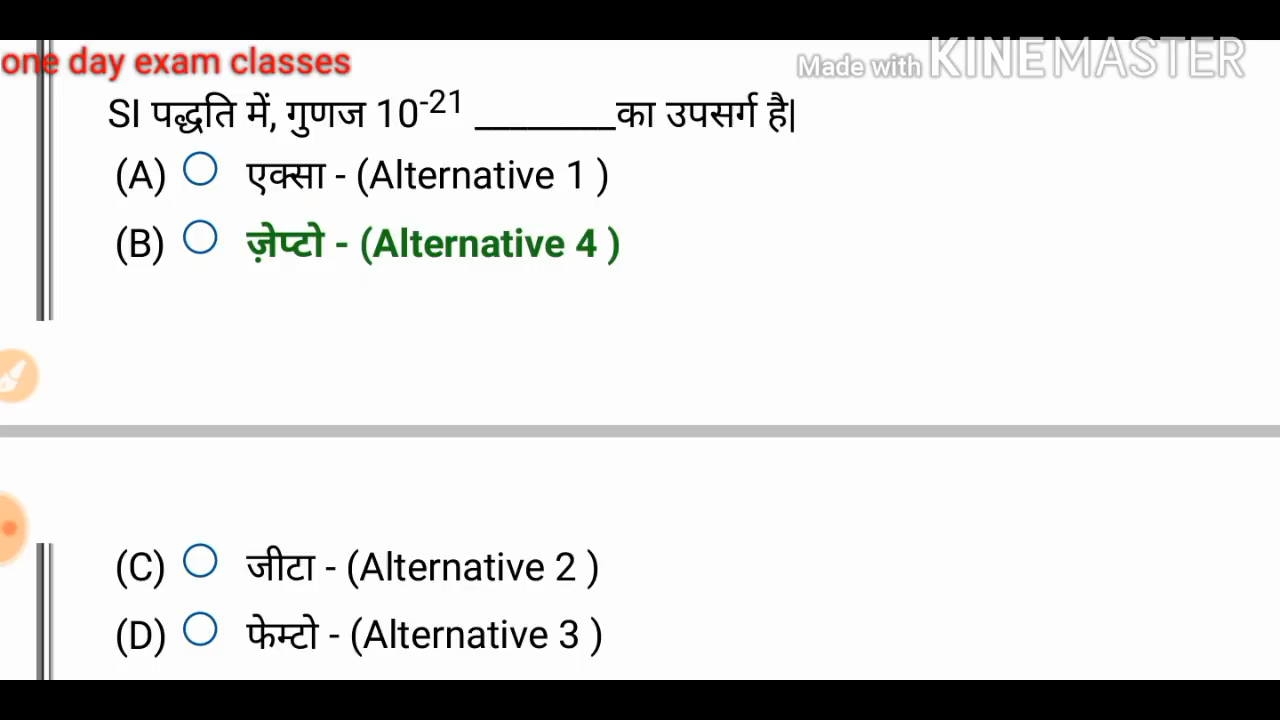 one day exam classes
Made with KINEMASTER
SI पद्धति में, गुणज 10⁻²¹ ________का उपसर्ग है|
(A) एक्सा - (Alternative 1 )
(B) ज़ेप्टो - (Alternative 4 )
(C) जीटा - (Alternative 2 )
(D) फेम्टो - (Alternative 3 )